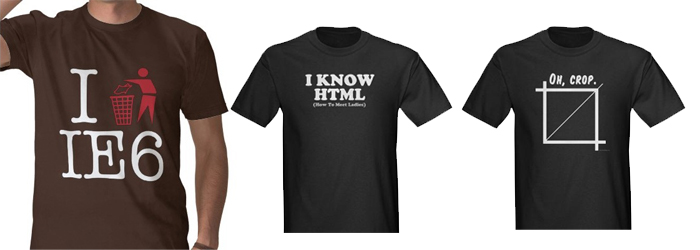 I
IE6
I KNOW
HTML
(How To Meet Ladies)
OH, CROP.